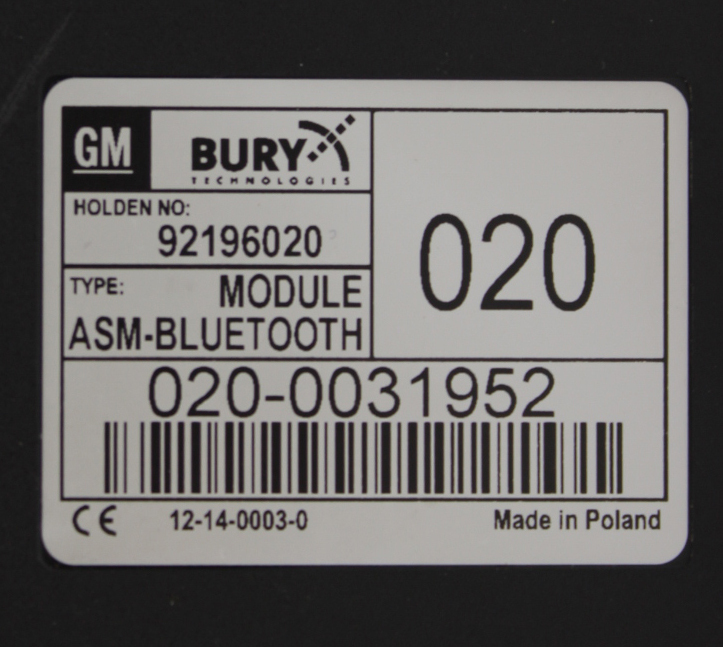 GM
BURY
TECHNOLOGIES
HOLDEN NO:
92196020
TYPE: MODULE
ASM-BLUETOOTH
020
020-0031952
CE 12-14-0003-0 Made in Poland